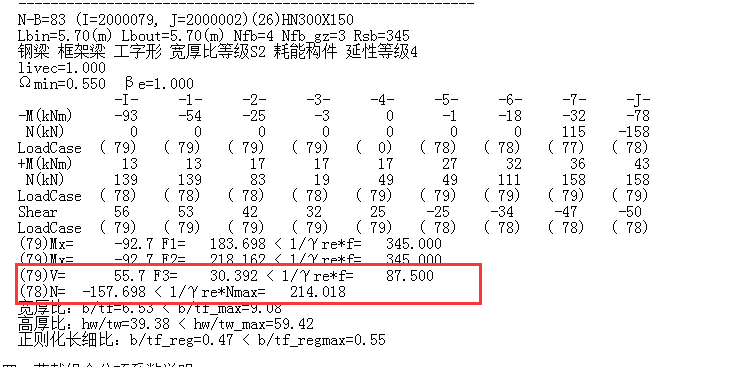 N-B=83 (I=2000079, J=2000002)(26)HN300X150
Lbin=5.70(m) Lbout=5.70(m) Nfb=4 Nfb_gz=3 Rsb=345
钢梁 框架梁 工字形 宽厚比等级S2 耗能构件 延性等级4
livec=1.000
Ωmin=0.550 βe=1.000
-I- -1- -2- -3- -4- -5- -6- -7- -J-
-M(kNm) -93 -54 -25 -3 0 -1 -18 -32 -78
N(kN) 0 0 0 0 0 0 0 115 -158
LoadCase ( 79) ( 79) ( 79) ( 79) ( 0) ( 78) ( 78) ( 77) ( 78)
+M(kNm) 13 13 17 17 17 27 32 36 43
N(kN) 139 139 83 19 49 49 111 158 158
LoadCase ( 78) ( 78) ( 78) ( 78) ( 79) ( 79) ( 79) ( 79) ( 79)
Shear 56 53 42 32 25 -25 -34 -47 -50
LoadCase ( 79) ( 79) ( 79) ( 79) ( 79) ( 78) ( 78) ( 78) ( 78)
(79)Mx= -92.7 F1= 183.698 < 1/γre*f= 345.000
(79)Mx= -92.7 F2= 218.162 < 1/γre*f= 345.000
(79)V= 55.7 F3= 30.392 < 1/γre*f= 87.500
(78)N= -157.698 < 1/γre*Nmax= 214.018
宽厚比: b/tf=6.53 < b/tf_max=9.08
高厚比: hw/tw=39.38 < hw/tw_max=59.42
正则化长细比: b/tf_reg=0.47 < b/tf_regmax=0.55